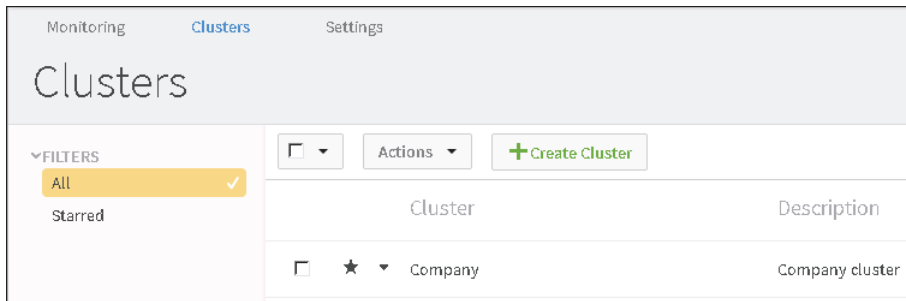 Monitoring Clusters Settings
Clusters
FILTERS
All
Starred
Actions Create Cluster
Cluster Description
Company Company cluster